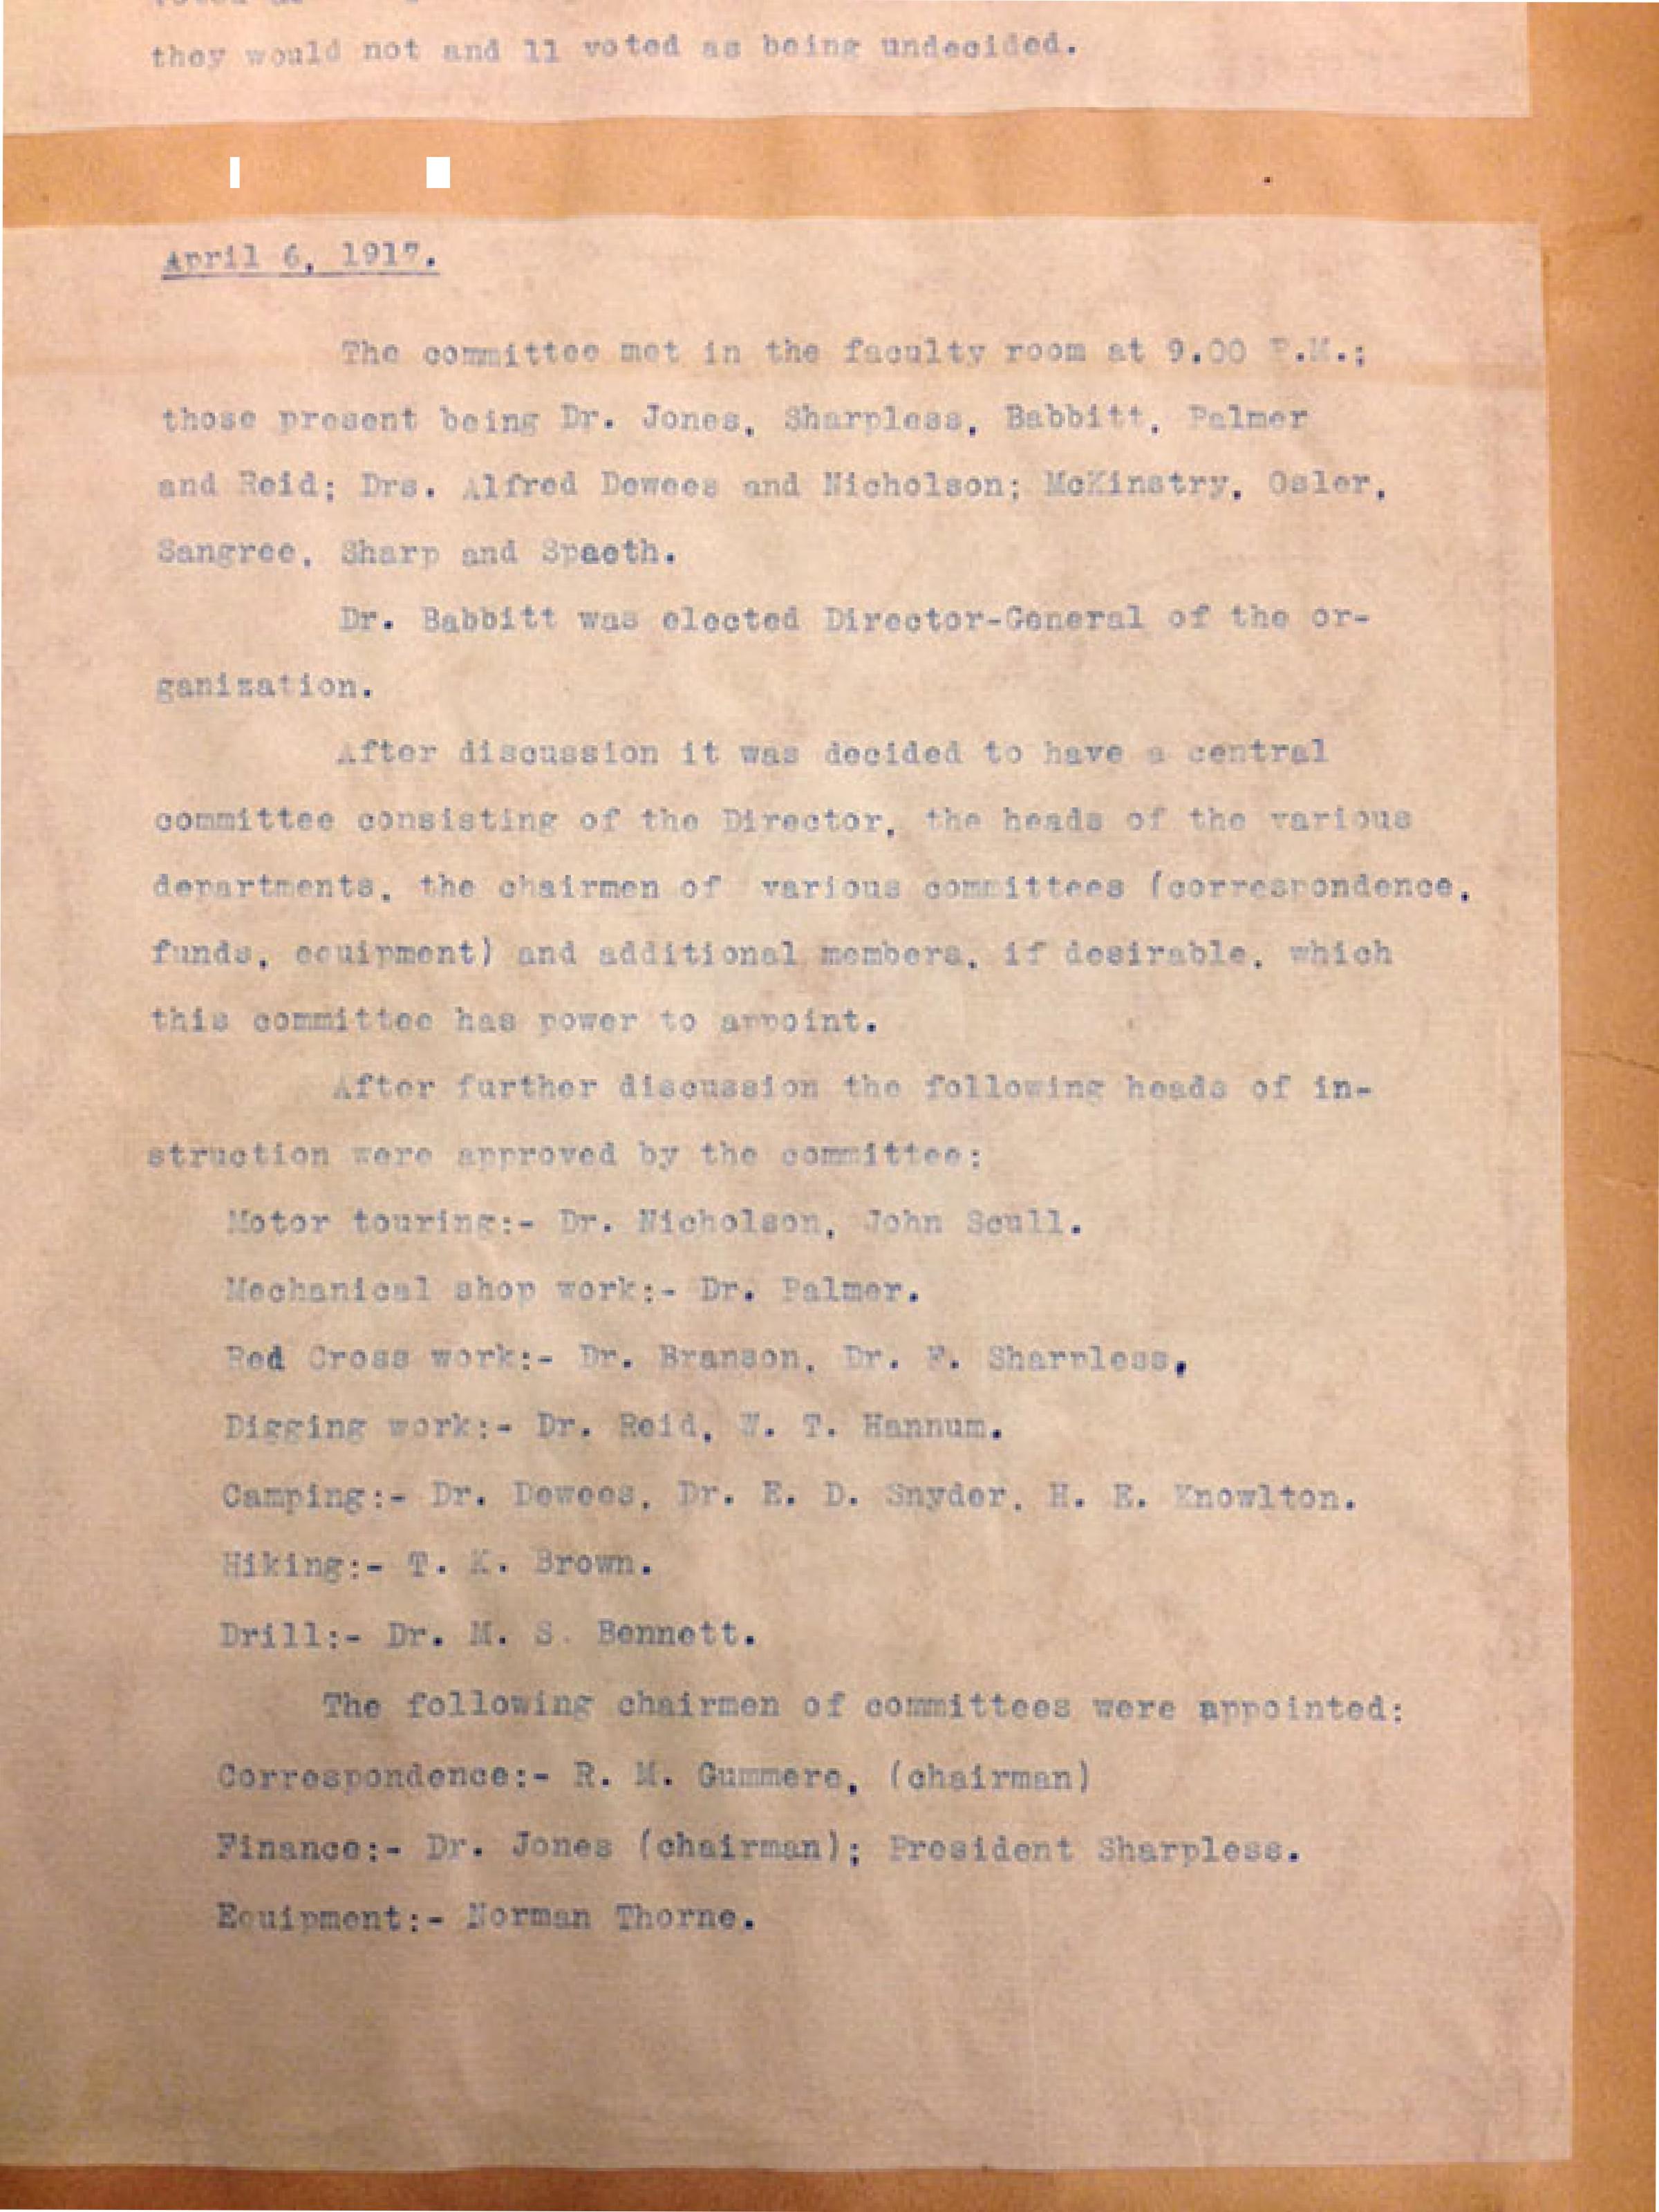 they would not and 11 voted as being undecided.
April 6, 1917.
The committee met in the faculty room at 9.00 P.M.;
those present being Dr. Jones, Sharpless, Babbitt, Palmer
and Reid; Drs. Alfred Dewees and Nicholson; McKinstry, Osler,
Sangree, Sharp and Spaeth.
Dr. Babbitt was elected Director-General of the or-
ganization.
After discussion it was decided to have a central
committee consisting of the Director, the heads of the various
departments, the chairmen of various committees (correspondence,
funds, equipment) and additional members, if desirable, which
this committee has power to appoint.
After further discussion the following heads of in-
struction were approved by the committee:
Motor touring:- Dr. Nicholson, John Scull.
Mechanical shop work:- Dr. Palmer.
Red Cross work:- Dr. Branson, Dr. F. Sharpless,
Digging work:- Dr. Reid, W. T. Hannum.
Camping:- Dr. Dewees, Dr. E. D. Snyder, H. E. Knowlton.
Hiking:- T. K. Brown.
Drill:- Dr. M. S. Bennett.
The following chairmen of committees were appointed:
Correspondence:- R. M. Gummere, (chairman)
Finance:- Dr. Jones (chairman); President Sharpless.
Equipment:- Norman Thorne.